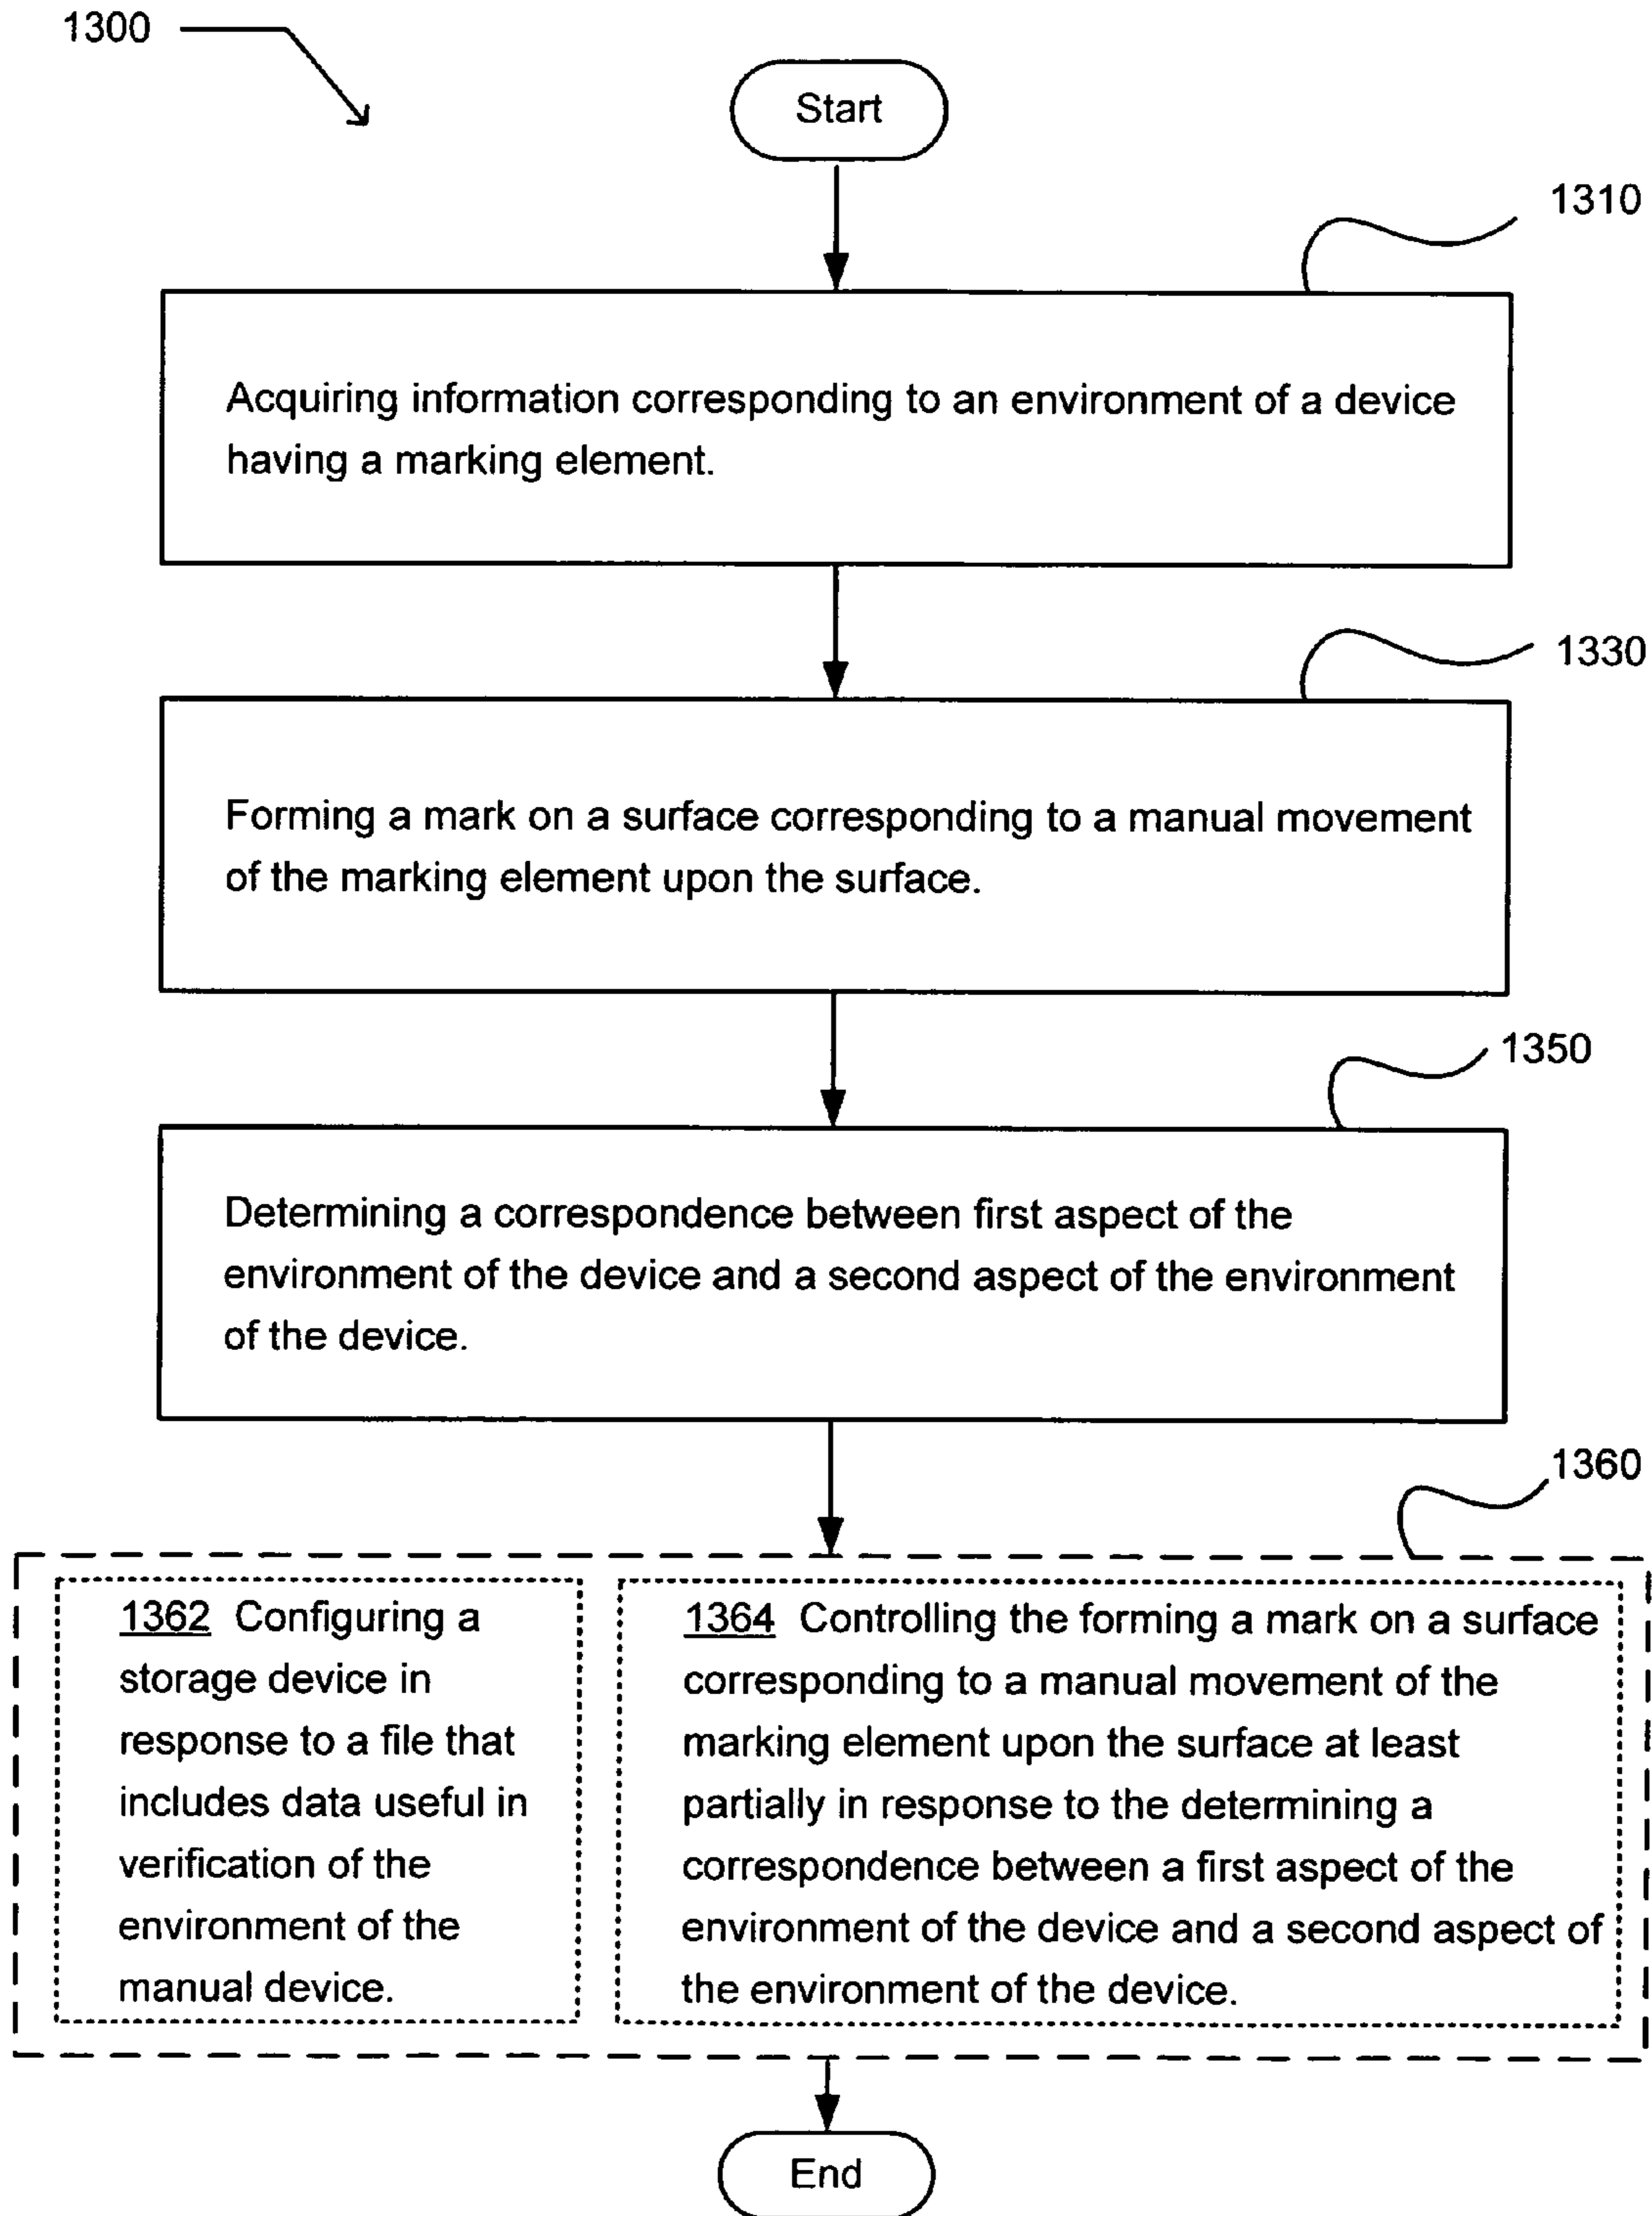 1300
Start
1310
Acquiring information corresponding to an environment of a device
having a marking element.
1330
Forming a mark on a surface corresponding to a manual movement
of the marking element upon the surface.
1350
Determining a correspondence between first aspect of the
environment of the device and a second aspect of the environment
of the device.
1360
1362 Configuring a
storage device in
response to a file that
includes data useful in
verification of the
environment of the
manual device.
1364 Controlling the forming a mark on a surface
corresponding to a manual movement of the
marking element upon the surface at least
partially in response to the determining a
correspondence between a first aspect of the
environment of the device and a second aspect of
the environment of the device.
End